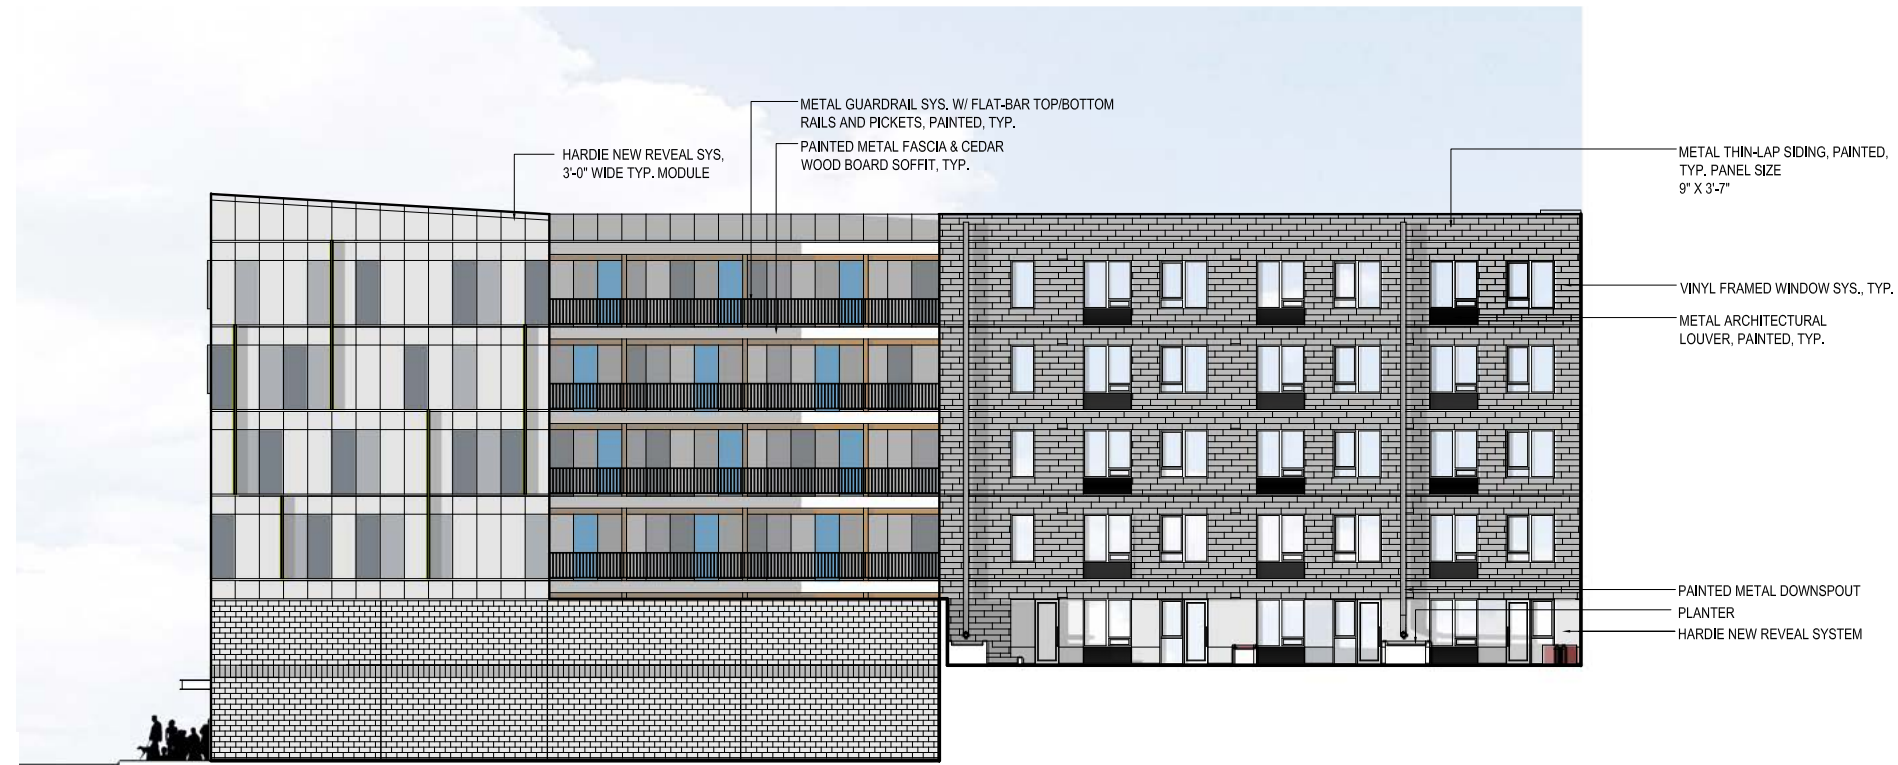 METAL GUARDRAIL SYS. W/ FLAT-BAR TOP/BOTTOM
RAILS AND PICKETS, PAINTED, TYP.
PAINTED METAL FASCIA & CEDAR
WOOD BOARD SOFFIT, TYP.
HARDIE NEW REVEAL SYS,
3'-0" WIDE TYP. MODULE
METAL THIN-LAP SIDING, PAINTED,
TYP. PANEL SIZE
9" X 3'-7"
VINYL FRAMED WINDOW SYS., TYP.
METAL ARCHITECTURAL
LOUVER, PAINTED, TYP.
PAINTED METAL DOWNSPOUT
PLANTER
HARDIE NEW REVEAL SYSTEM